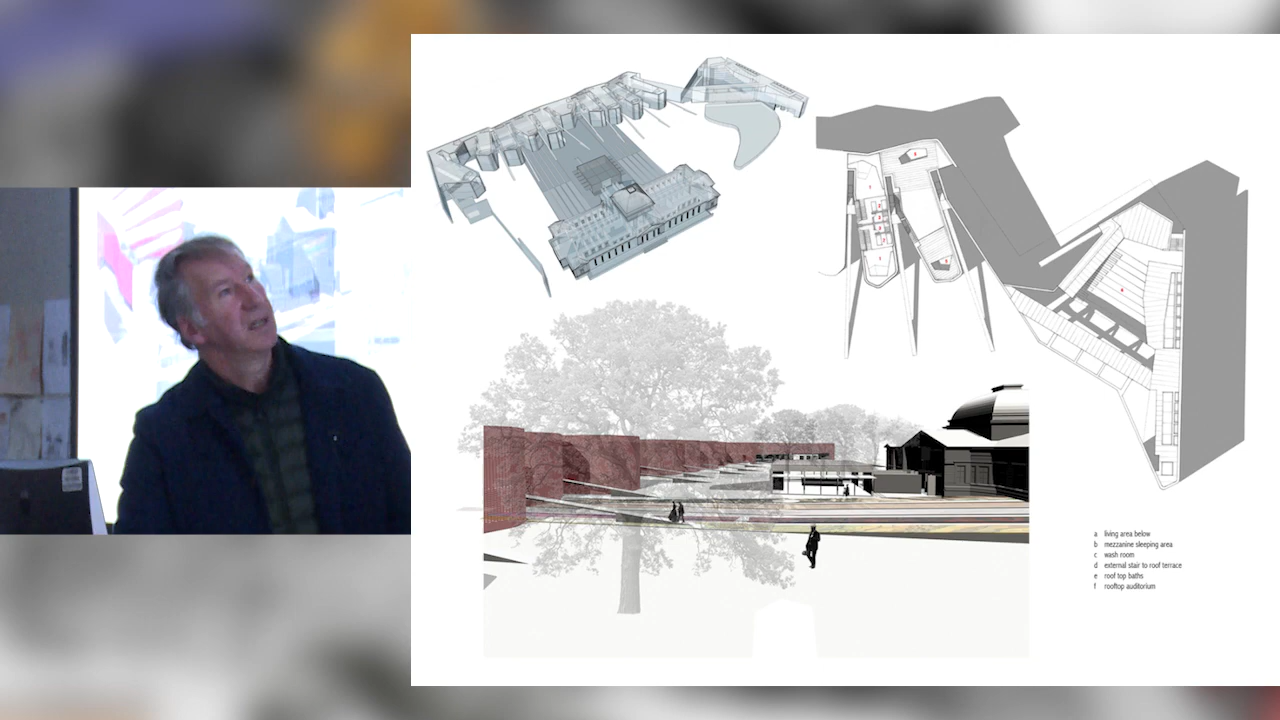 a living area below
b mezzanine sleeping area
c wash room
d external stair to roof terrace
e roof top baths
f rooftop auditorium